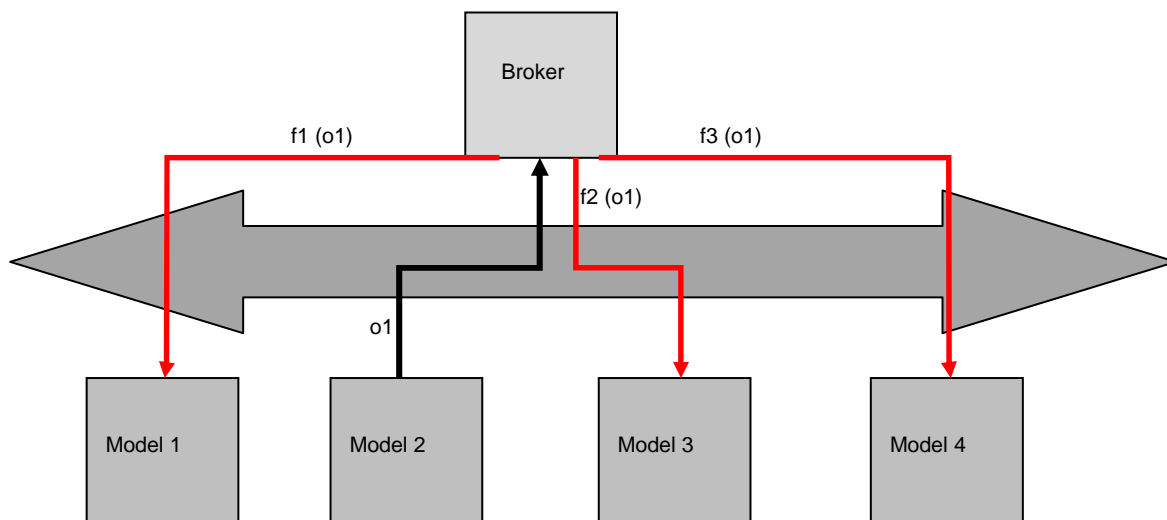 Broker
f1 (o1)
f3 (o1)
f2 (o1)
o1
Model 1
Model 2
Model 3
Model 4